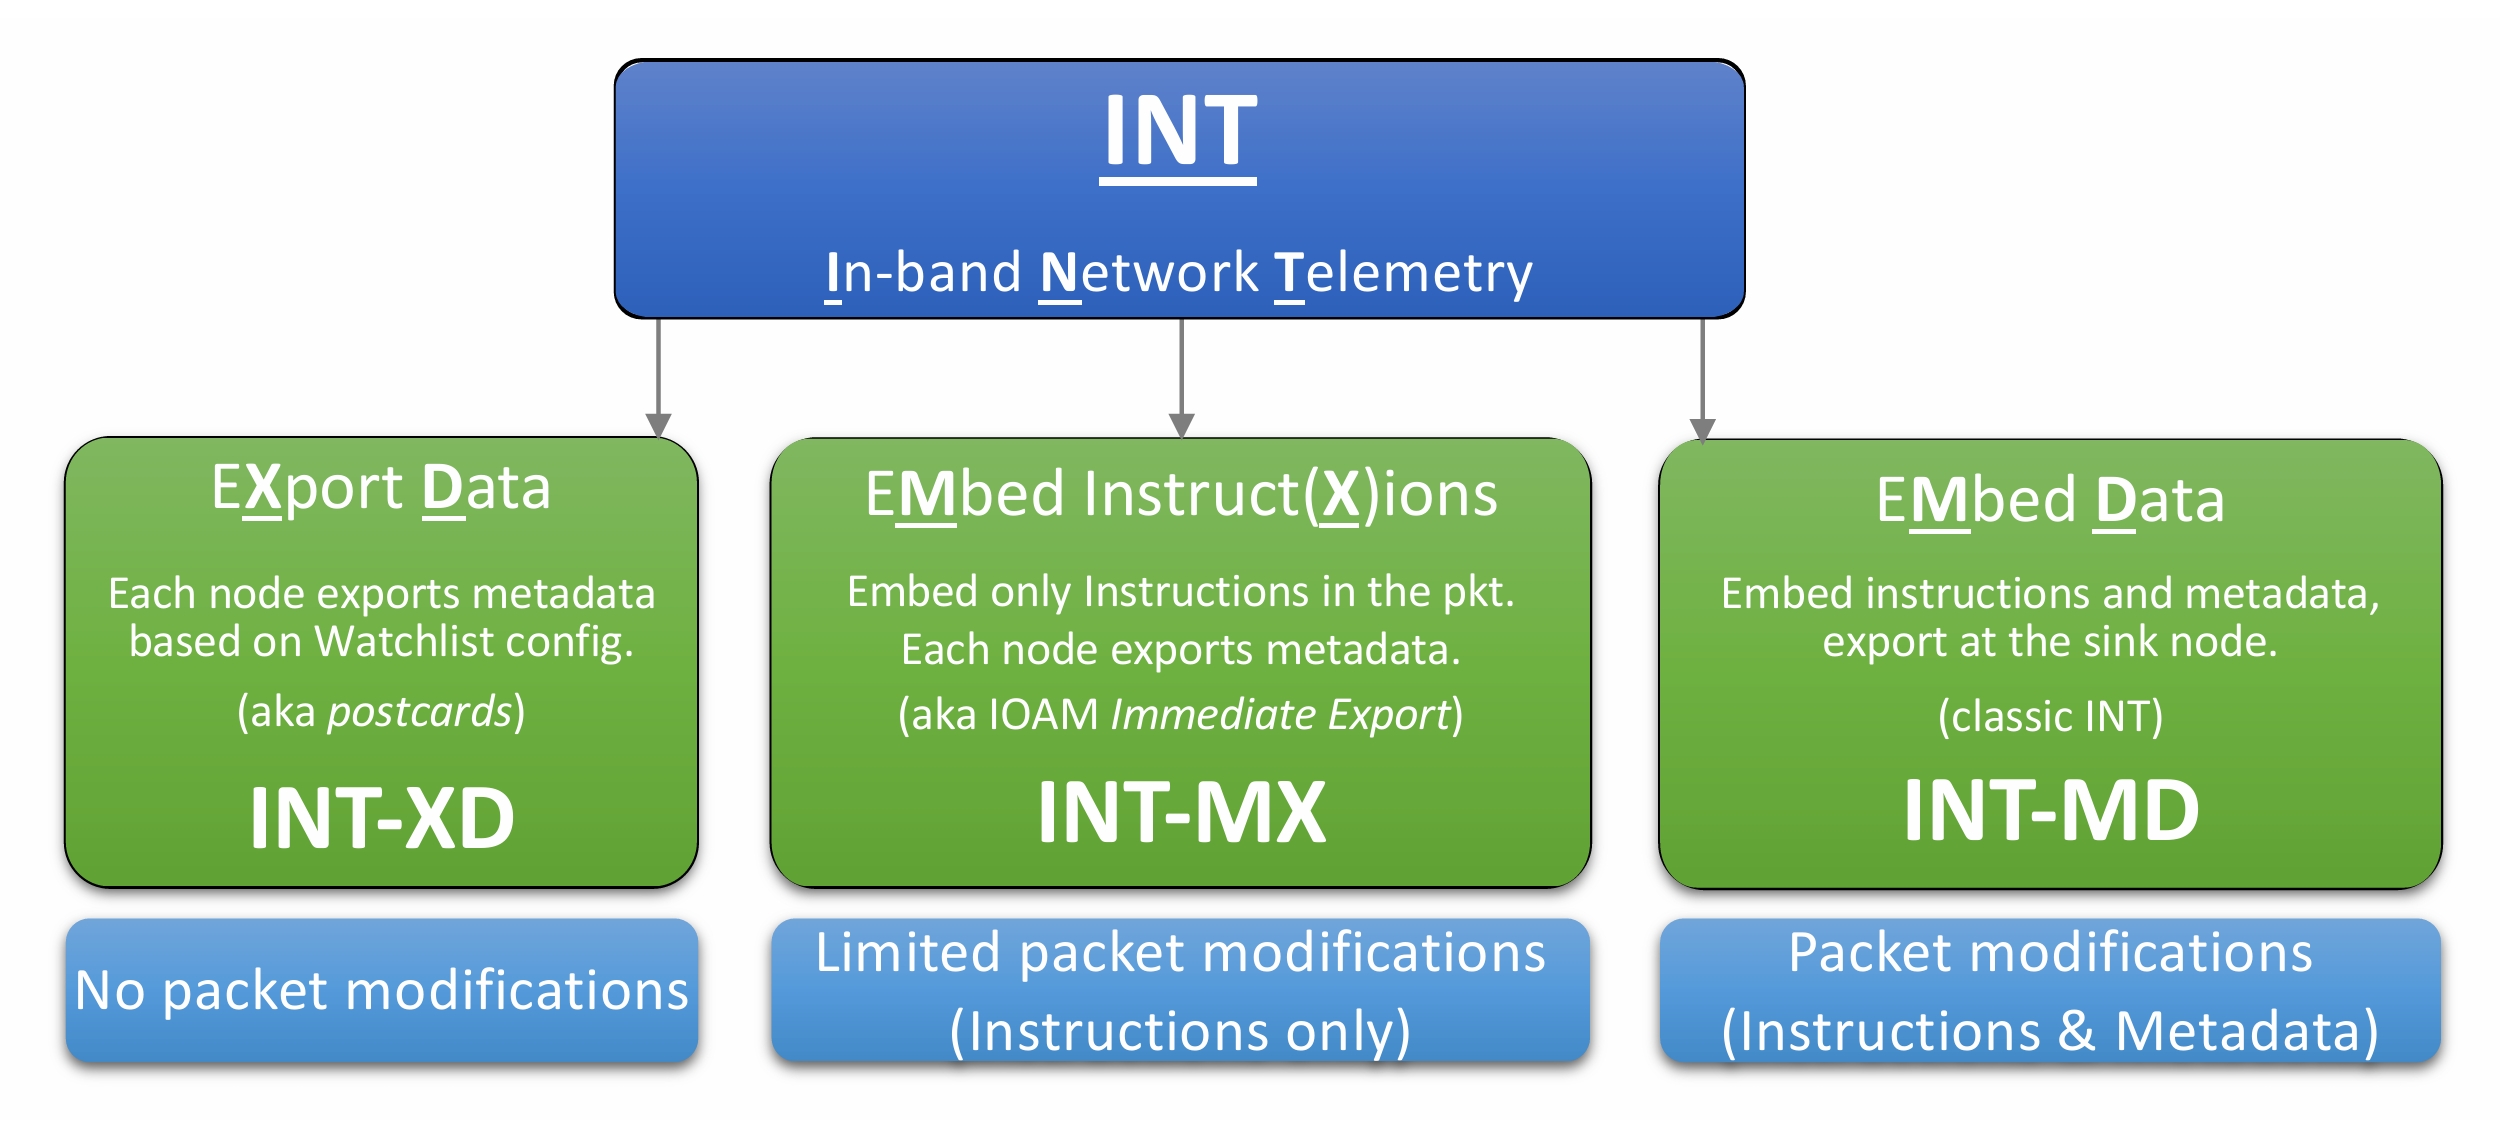 INT
In-band Network Telemetry
EXport Data
Each node exports metadata
based on Watchlist config.
(aka postcards)
INT-XD
No packet modifications
EMbed Instruct(X)ions
Embed only Instructions in the pkt.
Each node exports metadata.
(aka IOAM Immediate Export)
INT-MX
Limited packet modifications
(Instructions only)
EMbed Data
Embed instructions and metadata,
export at the sink node.
(classic INT)
INT-MD
Packet modifications
(Instructions & Metadata)